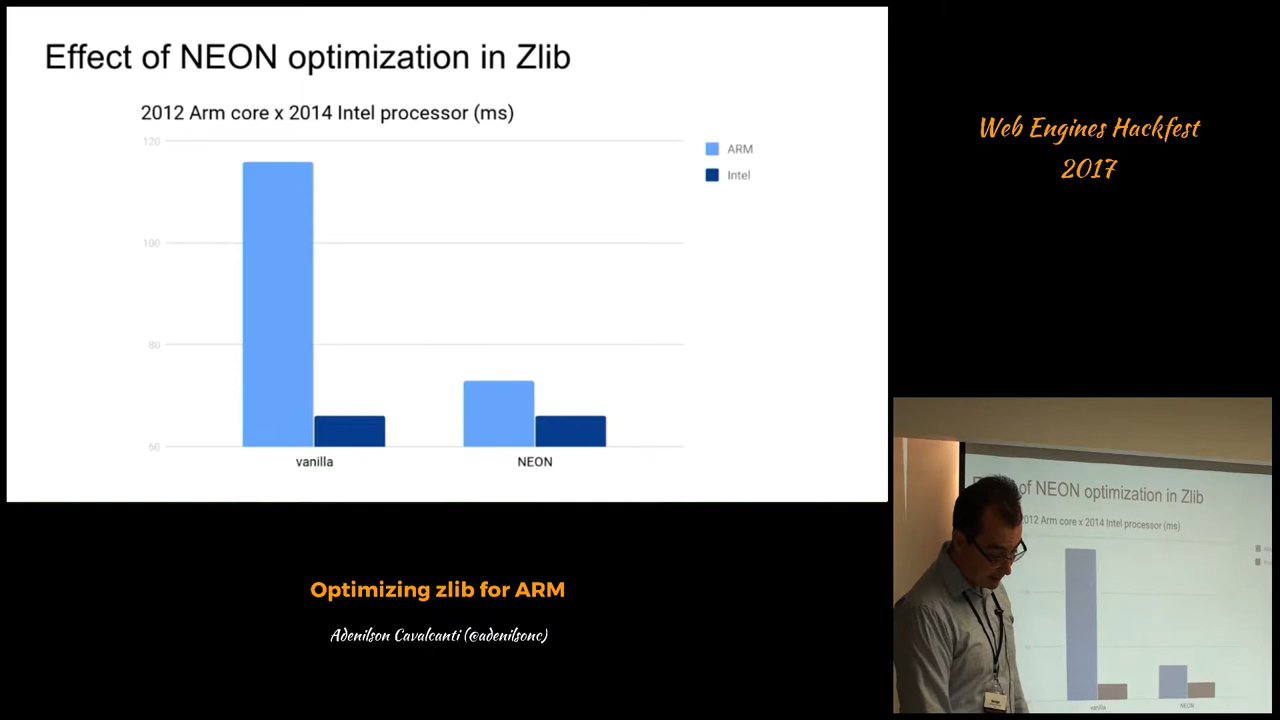 Effect of NEON optimization in Zlib
2012 Arm core x 2014 Intel processor (ms)
120
100
80
60
ARM
Intel
vanilla
NEON
Web Engines Hackfest
2017
Optimizing zlib for ARM
Adenilson Cavalcanti (@adenilsonc)
of NEON optimization in Zlib
2012 Arm core x 2014 Intel processor (ms)
vanilla
NEON